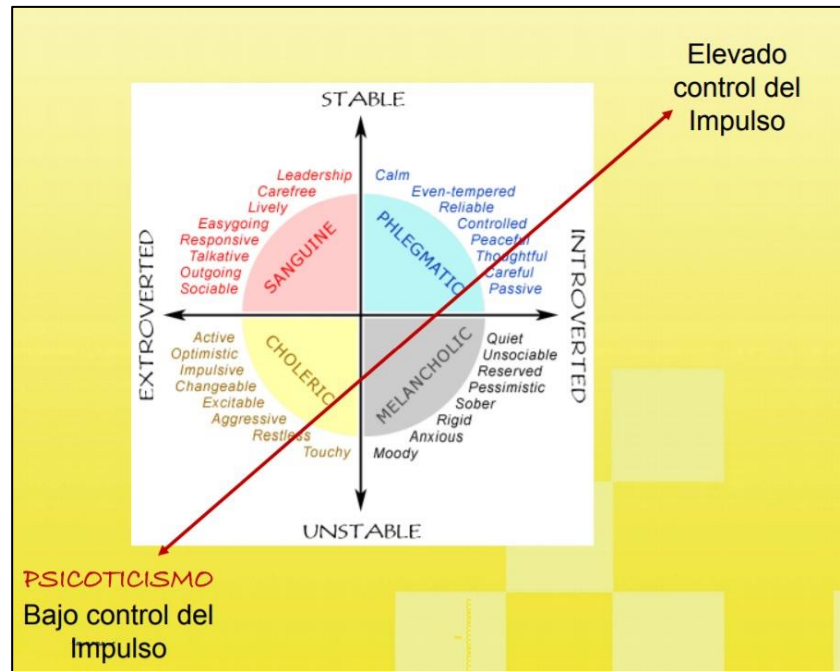 Elevado
control del
Impulso
STABLE
Leadership
Carefree
Lively
Easygoing
Responsive
Talkative
Outgoing
Sociable
SANGUINE
Calm
Even-tempered
Reliable
Controlled
Peaceful
Thoughtful
Careful
Passive
PHLEGMATIC
EXTROVERTED
INTROVERTED
Active
Optimistic
Impulsive
Changeable
Excitable
Aggressive
Restless
Touchy
CHOLERIC
Quiet
Unsociable
Reserved
Pessimistic
Sober
Rigid
Anxious
Moody
MELANCHOLIC
UNSTABLE
PSICOTICISMO
Bajo control del
Impulso